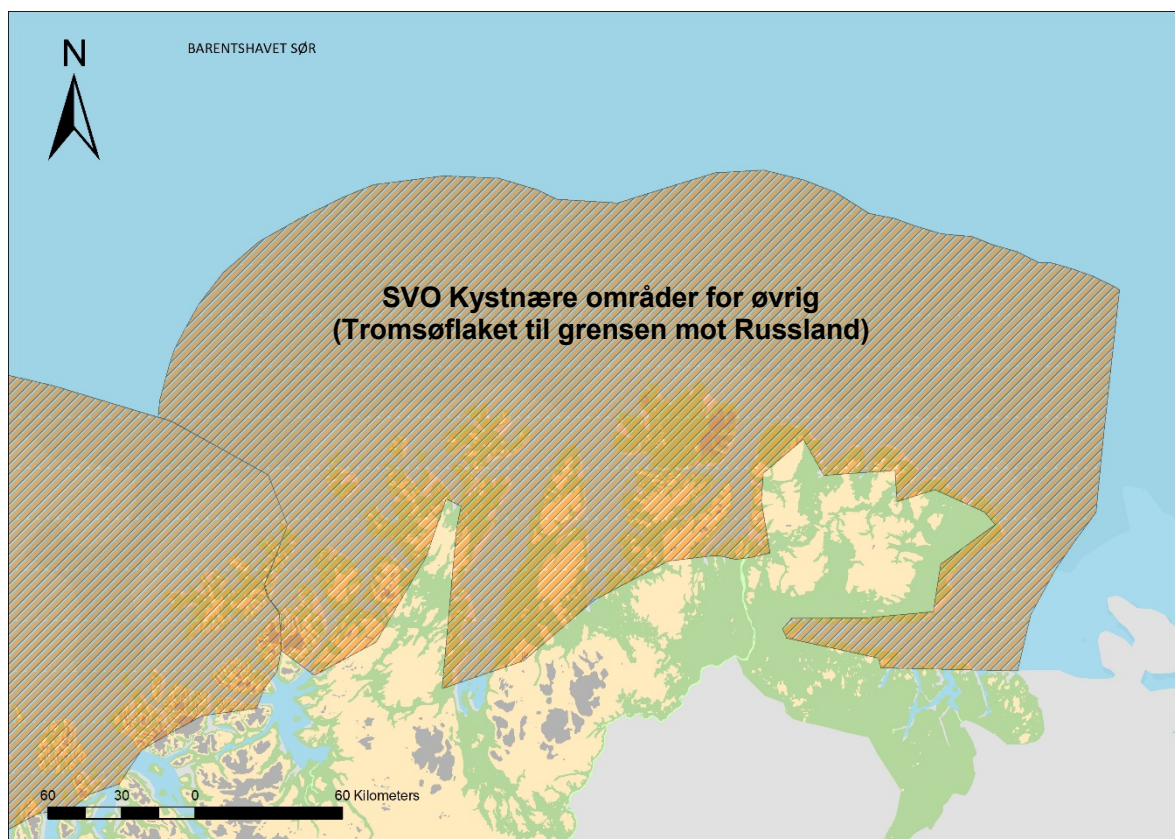 N
BARENTSHAVET SØR
SVO Kystnære områder for øvrig
(Tromsøflaket til grensen mot Russland)
60 30 0 60 Kilometers